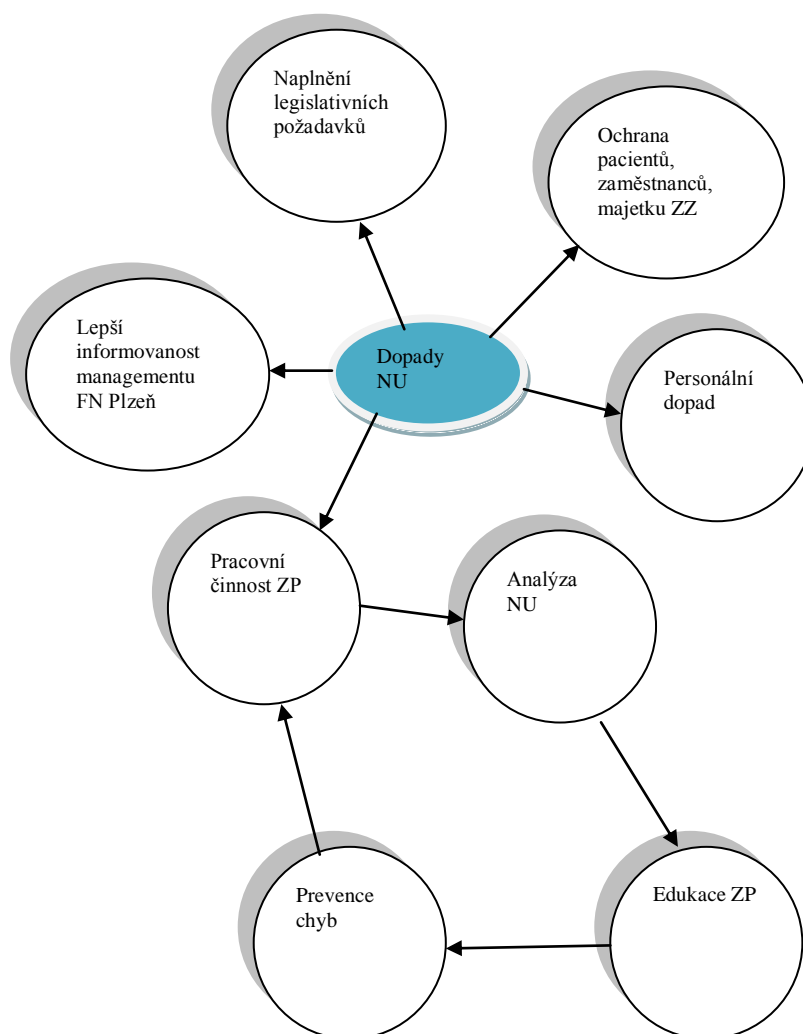 Naplnění
legislativních
požadavků
Ochrana
pacientů,
zaměstnanců,
majetku ZZ
Lepší
informovanost
managementu
FN Plzeň
Dopady
NU
Personální
dopad
Pracovní
činnost ZP
Analýza
NU
Prevence
chyb
Edukace ZP